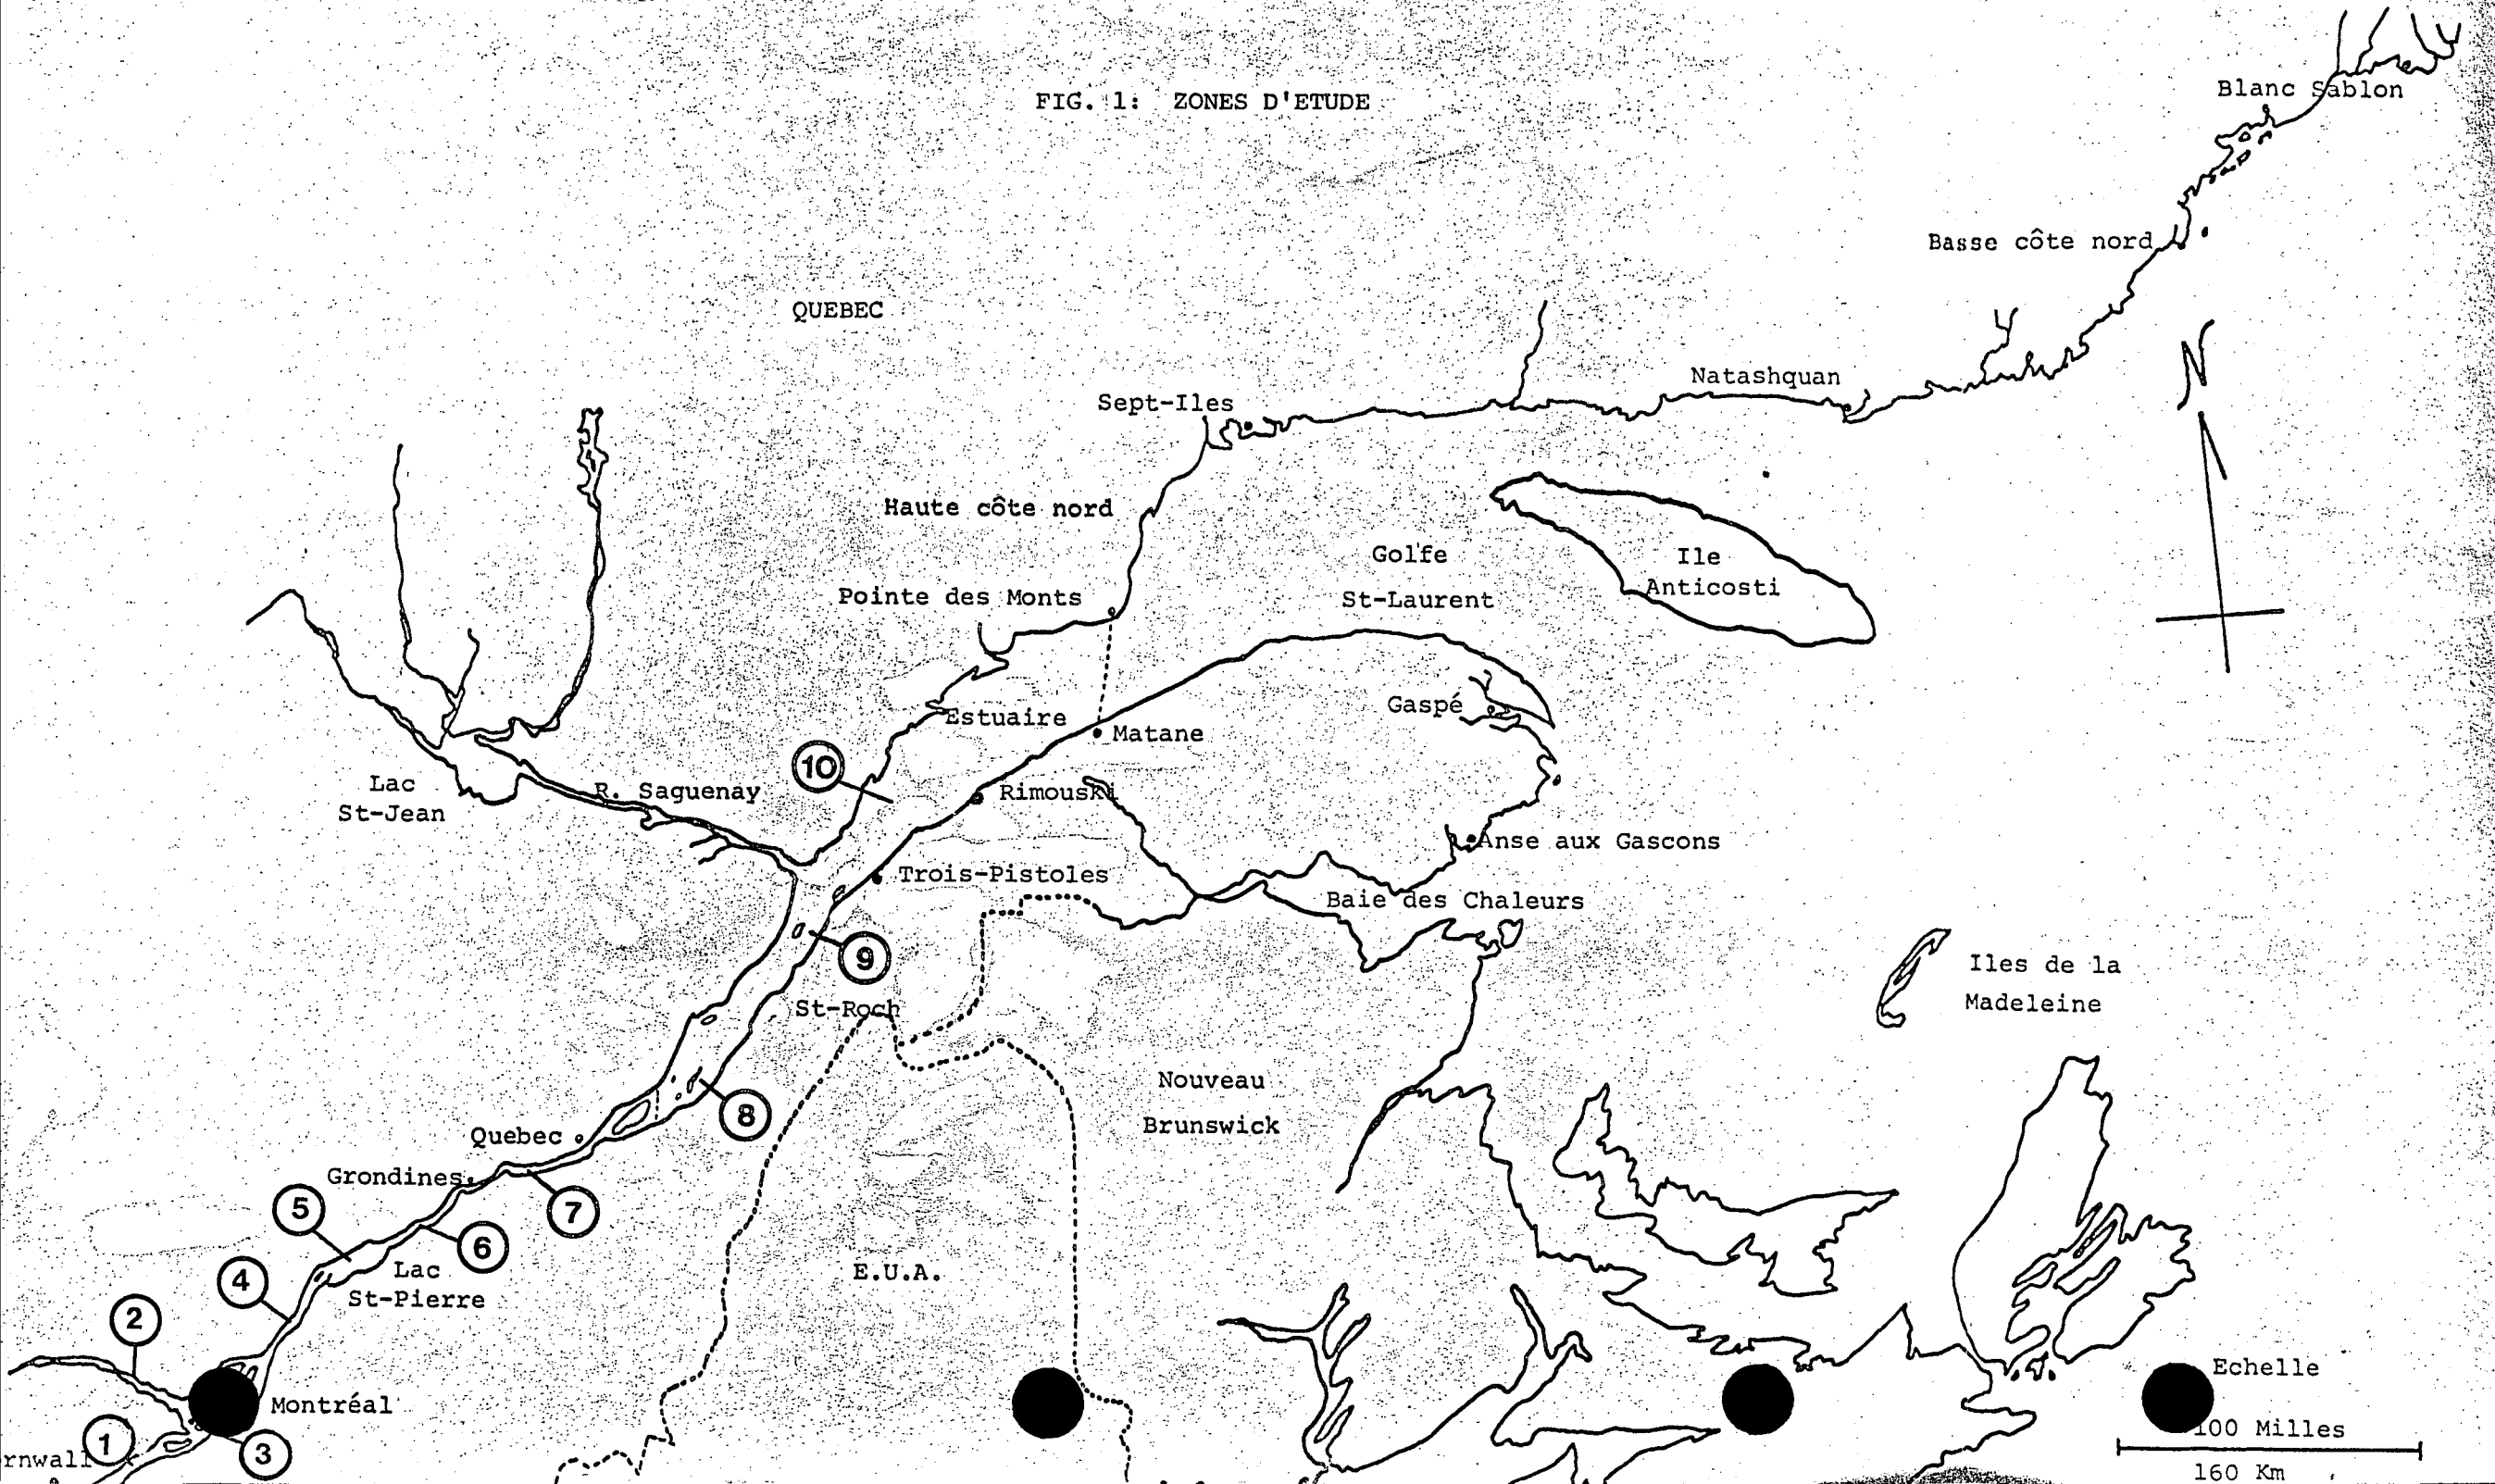 FIG. 1: ZONES D'ETUDE
Blanc Sablon
Basse côte nord
QUEBEC
N
Natashquan
Sept-Iles
Haute côte nord
Golfe
St-Laurent
Ile
Anticosti
Pointe des Monts
Gaspé
Estuaire
Matane
10
Lac
St-Jean
R. Saguenay
Rimouski
Anse aux Gascons
Trois-Pistoles
Baie des Chaleurs
9
Iles de la
Madeleine
St-Roch
Nouveau
Brunswick
8
Quebec
Grondines
5
7
6
4
Lac
St-Pierre
E.U.A.
2
Montréal
Echelle
1
3
rnwall
100 Milles
160 Km